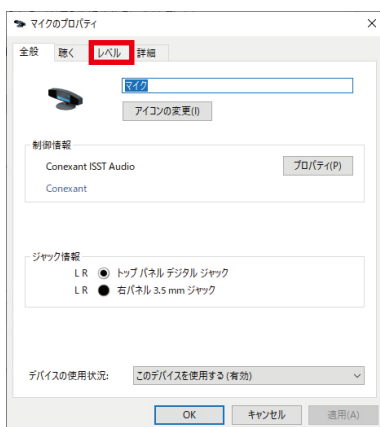 マイクのプロパティ
全般 聴く レベル 詳細
マイク
アイコンの変更(I)
制御情報
Conexant ISST Audio プロパティ(P)
Conexant
ジャック情報
L R トップ パネル デジタル ジャック
L R 右パネル 3.5 mm ジャック
デバイスの使用状況: このデバイスを使用する (有効)
OK キャンセル 適用(A)